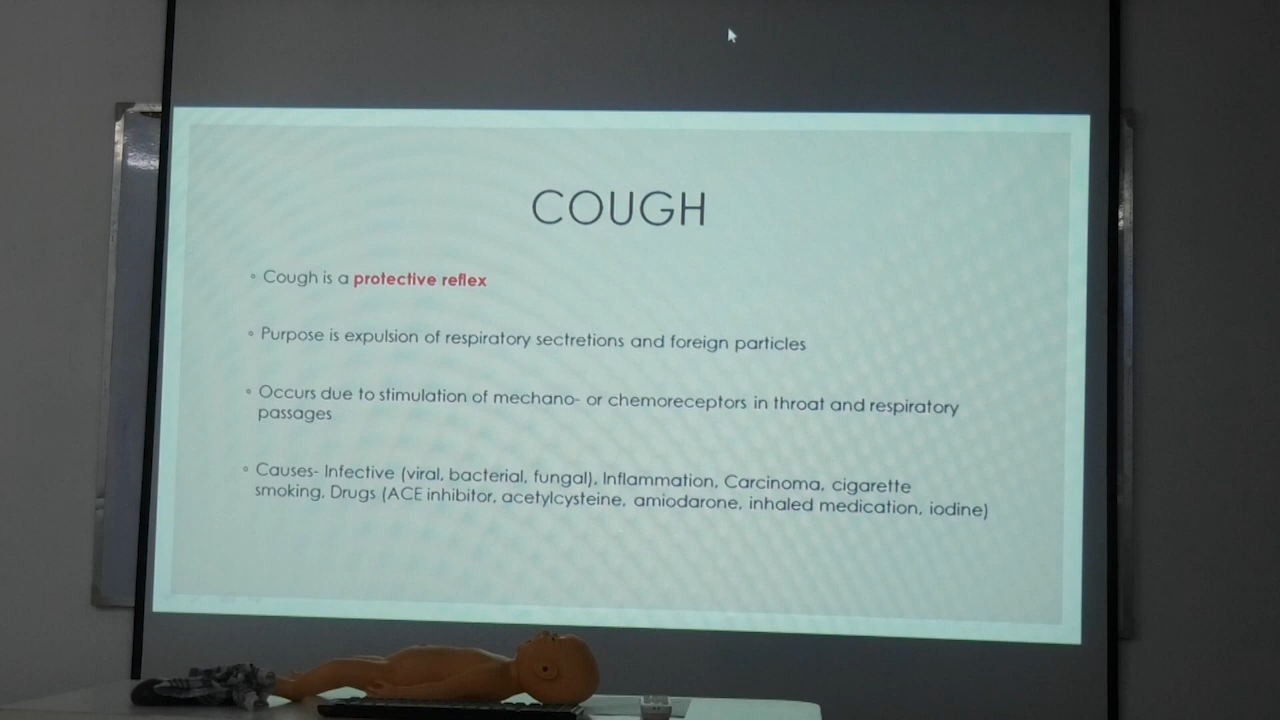 COUGH
◦ Cough is a protective reflex
◦ Purpose is expulsion of respiratory sectretions and foreign particles
◦ Occurs due to stimulation of mechano- or chemoreceptors in throat and respiratory
passages
◦ Causes- Infective (viral, bacterial, fungal), Inflammation, Carcinoma, cigarette
smoking, Drugs (ACE inhibitor, acetylcysteine, amiodarone, inhaled medication, iodine)